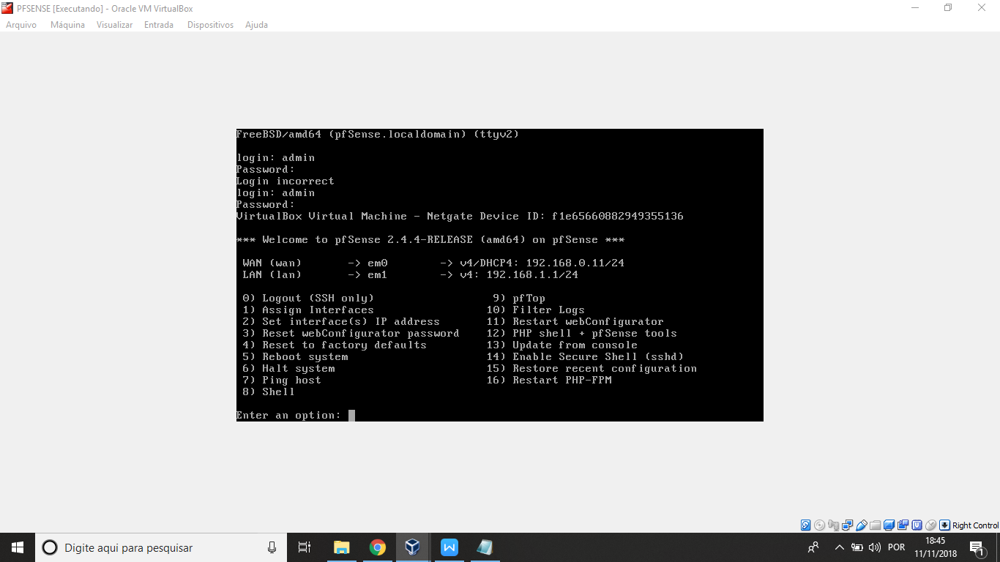 PFSENSE [Executando] - Oracle VM VirtualBox
Arquivo Máquina Visualizar Entrada Dispositivos Ajuda
FreeBSD/amd64 (pfSense.localdomain) (ttyv2)
login: admin
Password:
Login incorrect
login: admin
Password:
VirtualBox Virtual Machine - Netgate Device ID: f1e65660882949355136
*** Welcome to pfSense 2.4.4-RELEASE (amd64) on pfSense ***
WAN (wan) -> em0 -> v4/DHCP4: 192.168.0.11/24
LAN (lan) -> em1 -> v4: 192.168.1.1/24
0) Logout (SSH only) 9) pfTop
1) Assign Interfaces 10) Filter Logs
2) Set interface(s) IP address 11) Restart webConfigurator
3) Reset webConfigurator password 12) PHP shell + pfSense tools
4) Reset to factory defaults 13) Update from console
5) Reboot system 14) Enable Secure Shell (sshd)
6) Halt system 15) Restore recent configuration
7) Ping host 16) Restart PHP-FPM
8) Shell
Enter an option:
Right Control
Digite aqui para pesquisar
POR
18:45
11/11/2018
1